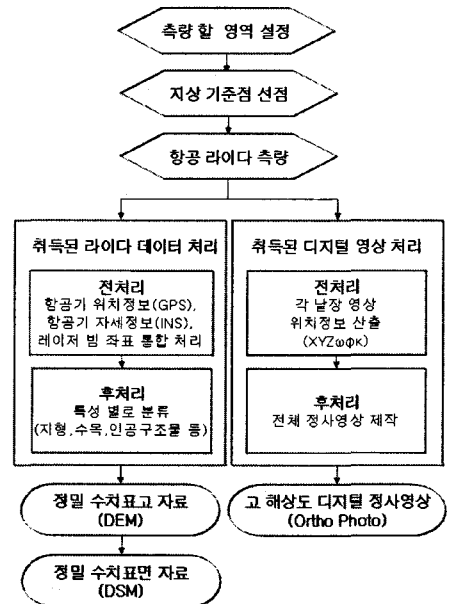 측량 할 영역 설정
지상 기준점 선점
항공 라이다 측량
취득된 라이다 데이터 처리
전처리
항공기 위치정보(GPS),
항공기 자세정보(INS),
레이저 빔 좌표 통합 처리
후처리
특성 별로 분류
(지형,수목,인공구조물 등)
취득된 디지털 영상 처리
전처리
각 낱장 영상
위치정보 산출
(XYZωφκ)
후처리
전체 정사영상 제작
정밀 수치표고 자료
(DEM)
정밀 수치표면 자료
(DSM)
고 해상도 디지털 정사영상
(Ortho Photo)